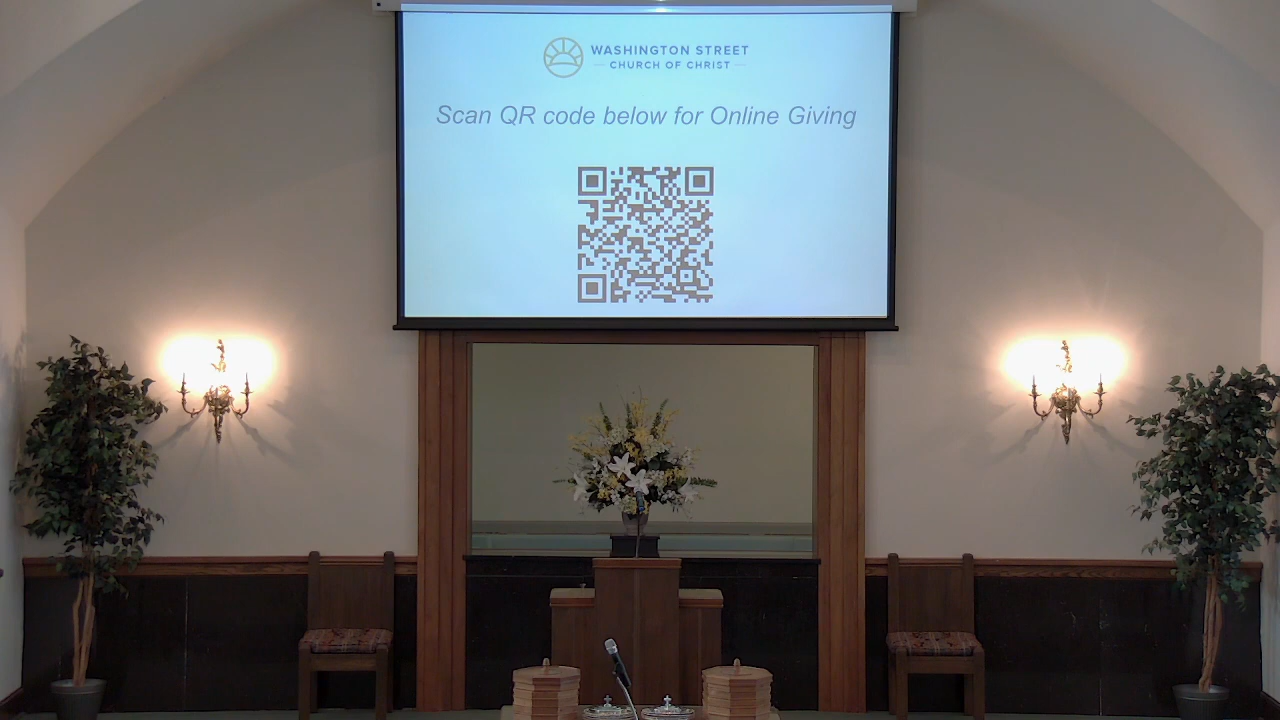 WASHINGTON STREET
CHURCH OF CHRIST
Scan QR code below for Online Giving